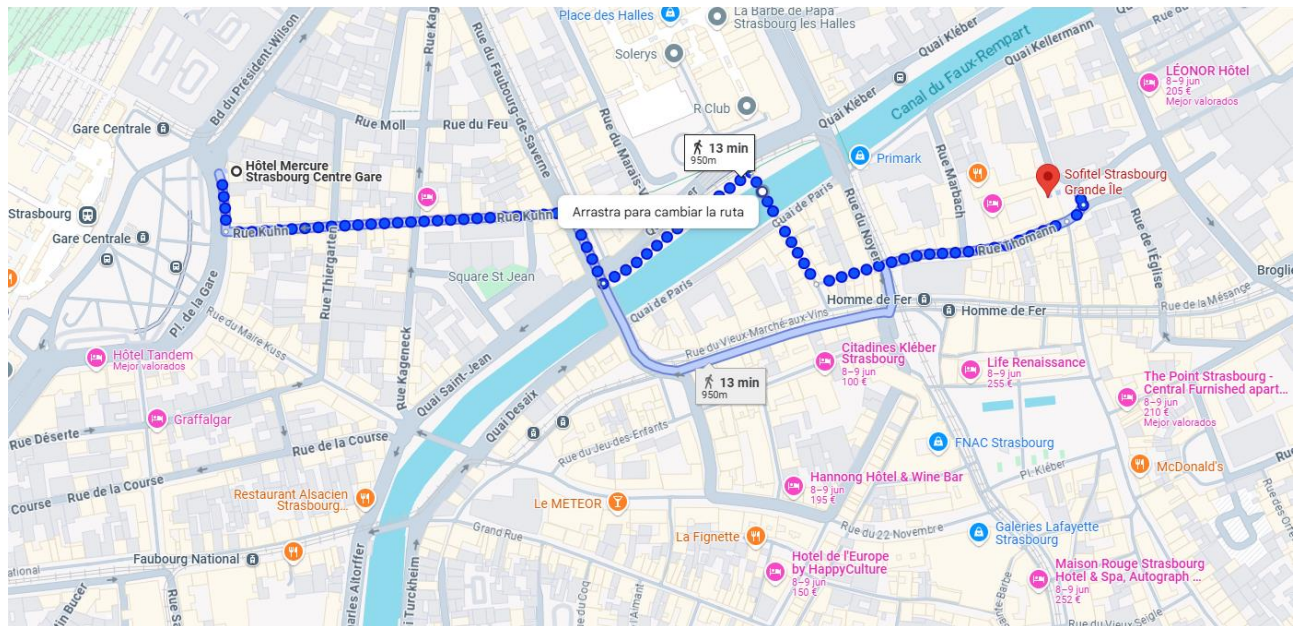 La Barbe de Papa
Strasbourg les Halles
Place des Halles
Solerys
R Club
Quai Kléber
Quai Kellermann
Canal du Faux-Rempart
Quai Kléber
LÉONOR Hôtel
8–9 jun
205 €
Mejor valorados
Bd du Président-Wilson
Rue du Faubourg-de-Saverne
Gare Centrale
Rue Moll
Rue du Feu
13 min
950m
Primark
Rue Marbach
Hôtel Mercure
Strasbourg Centre Gare
Sofitel Strasbourg
Grande Île
Strasbourg
Gare Centrale
Rue Kuhn
Rue Kuhn
Arrastra para cambiar la ruta
Quai de Paris
Rue Thomann
Rue de l'Église
Rue Thiergarten
Square St Jean
Quai de Paris
Homme de Fer
Homme de Fer
Rue de la Mésange
Broglie
Pl. de la Gare
Rue du Maire Kuss
Rue Kageneck
Rue du Vieux-Marché-aux-Vins
Hôtel Tandem
Mejor valorados
Quai Saint-Jean
Citadines Kléber
Strasbourg
8–9 jun
100 €
Life Renaissance
8–9 jun
255 €
13 min
950m
The Point Strasbourg -
Central Furnished apart...
8–9 jun
210 €
Mejor valorados
Graffalgar
Quai Desaix
Rue Déserte
Rue de la Course
Rue du Jeu-des-Enfants
FNAC Strasbourg
Pl. Kléber
McDonald's
Course
Rue de la Course
Restaurant Alsacien
Strasbourg...
Le METEOR
Hannong Hôtel & Wine Bar
8–9 jun
195 €
Grand Rue
La Fignette
Rue du 22 Novembre
Galeries Lafayette
Strasbourg
Faubourg National
Hotel de l'Europe
by HappyCulture
8–9 jun
150 €
Maison Rouge Strasbourg
Hotel & Spa, Autograph ...
8–9 jun
252 €
Rue du Vieux Seigle